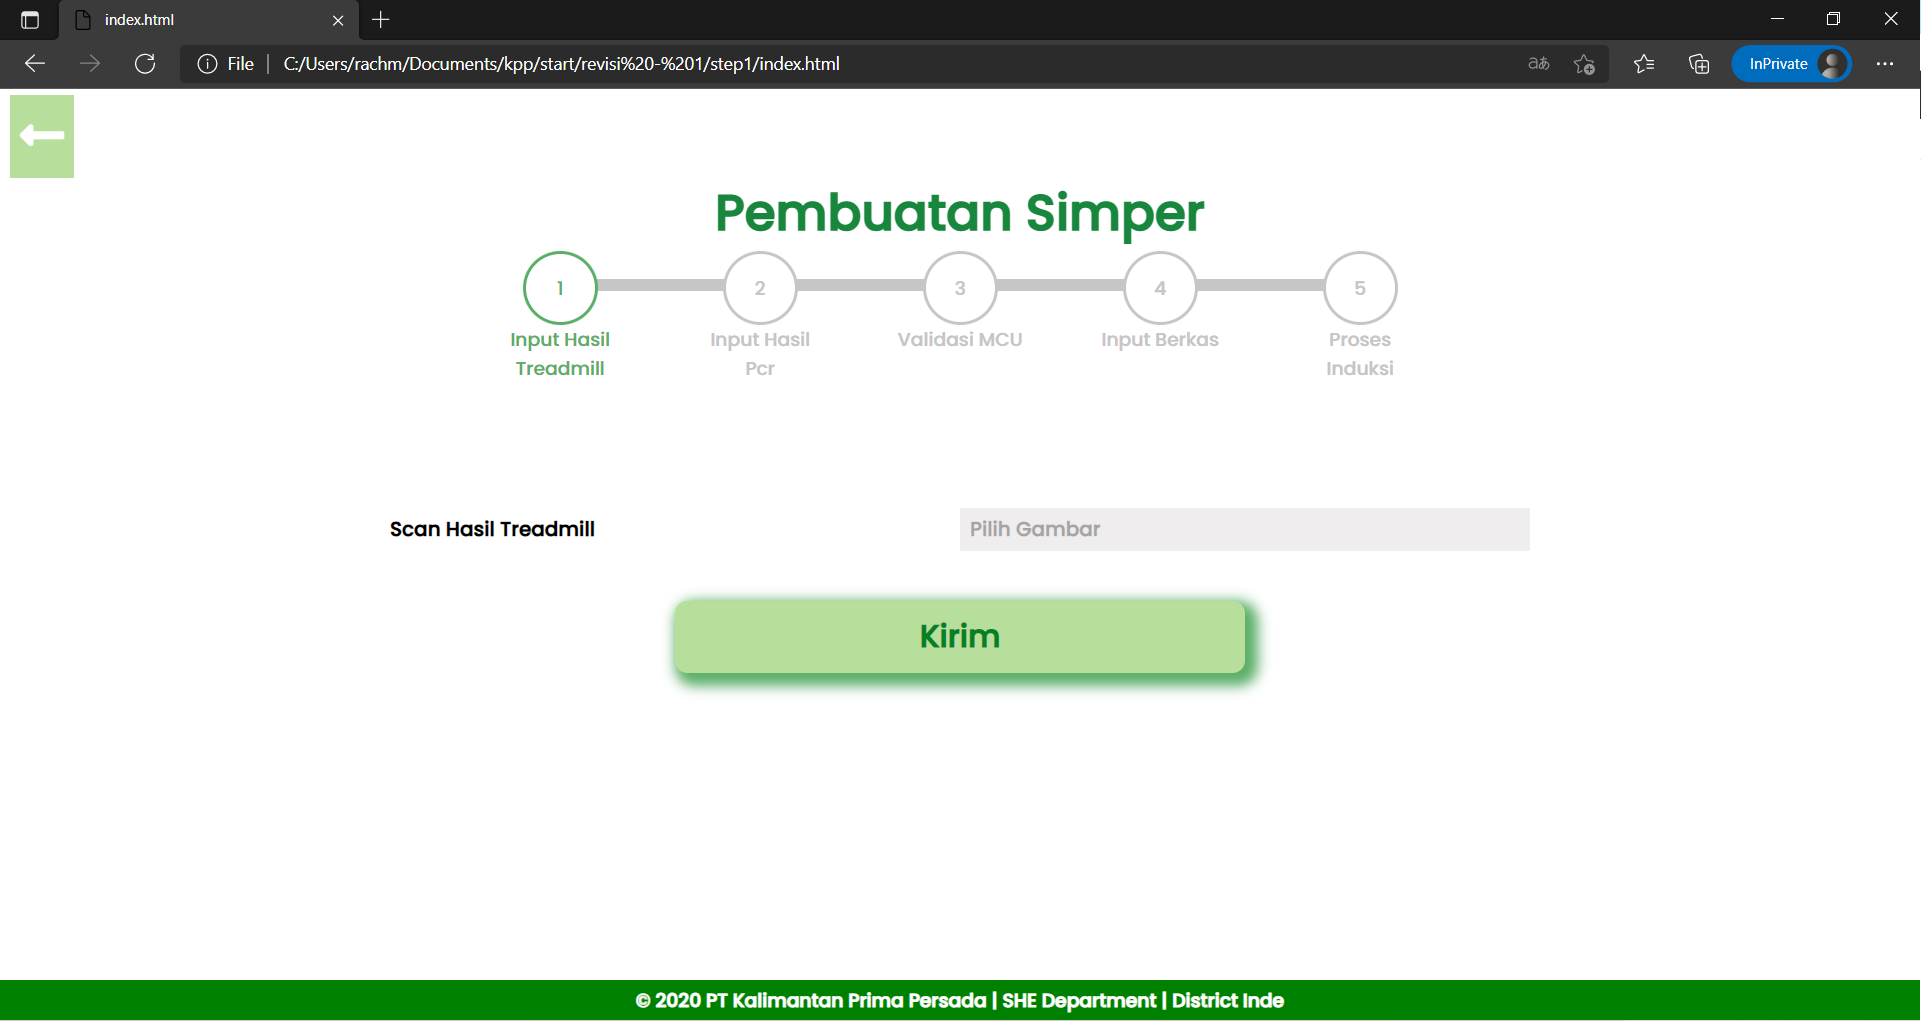 index.html
File | C:/Users/rachm/Documents/kpp/start/revisi%20-%201/step1/index.html
aあ
InPrivate
Pembuatan Simper
1 2 3 4 5
Input Hasil Treadmill
Input Hasil Pcr
Validasi MCU
Input Berkas
Proses Induksi
Scan Hasil Treadmill
Pilih Gambar
Kirim
© 2020 PT Kalimantan Prima Persada | SHE Department | District Inde